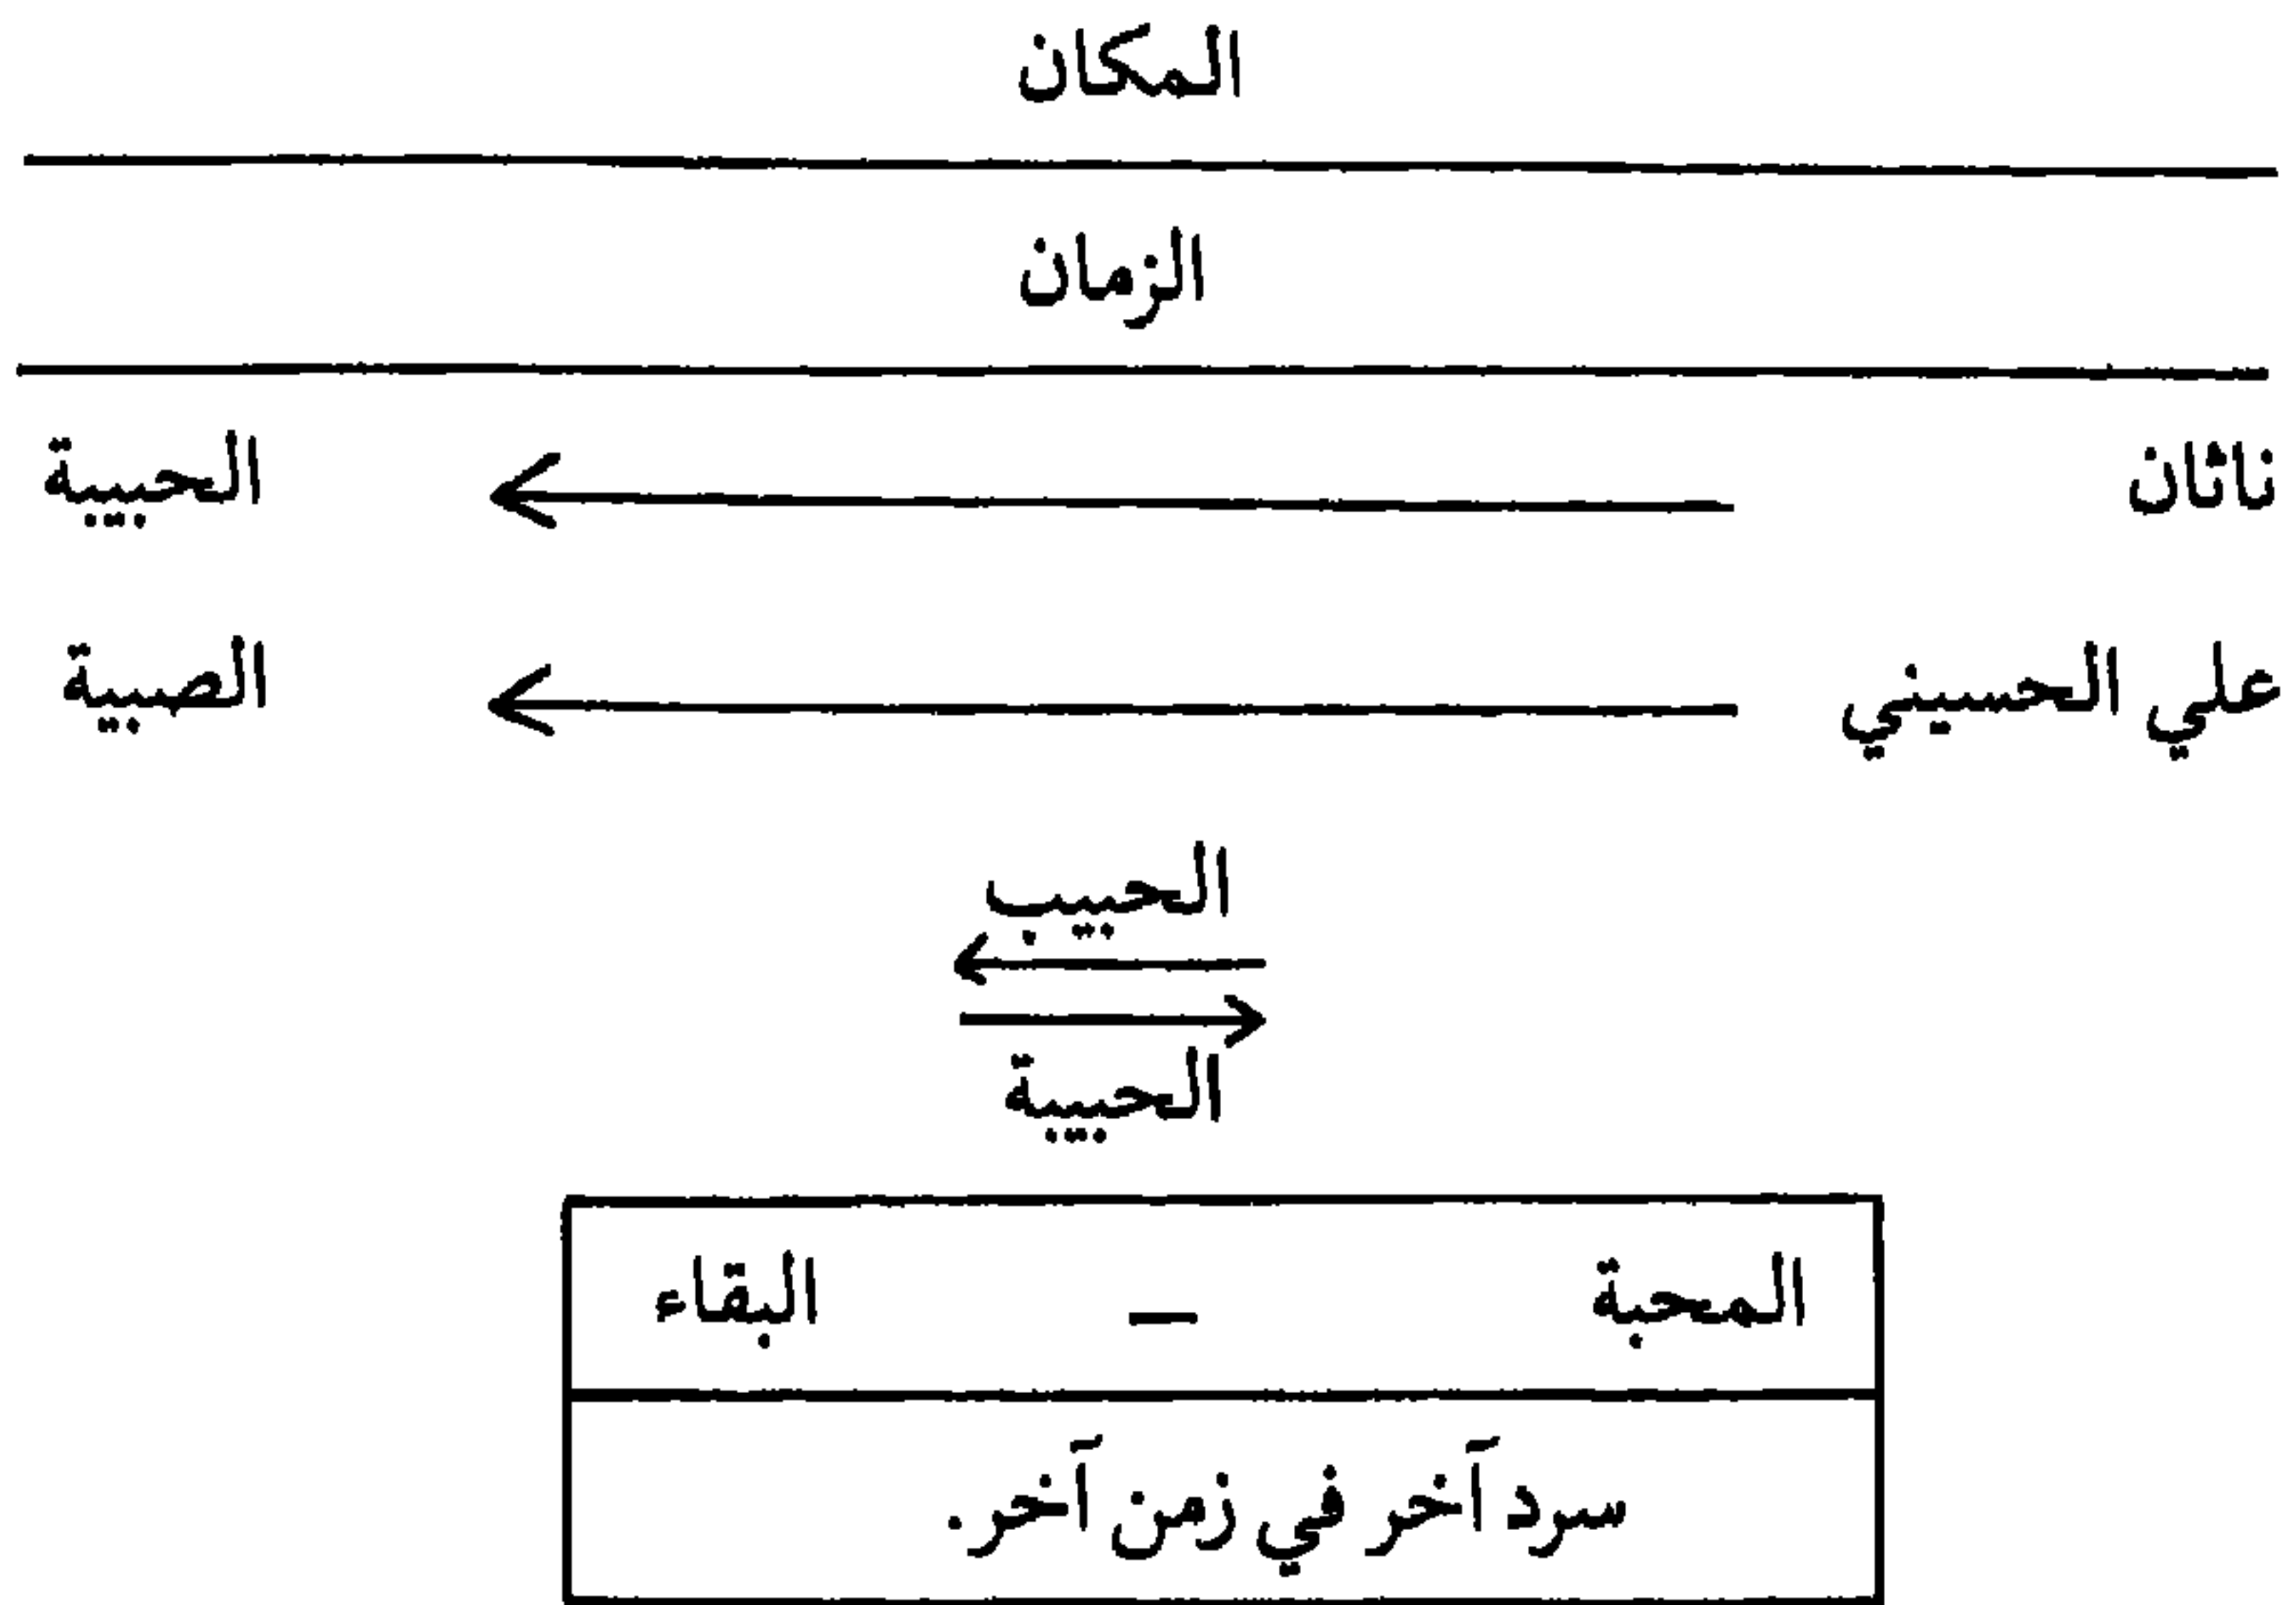 المكان
الزمان
ناثان الحبيبة
علي الحسيني الصبية
الحبيب
الحبيبة
المحبة — البقاء
سرد آخر في زمن آخر.